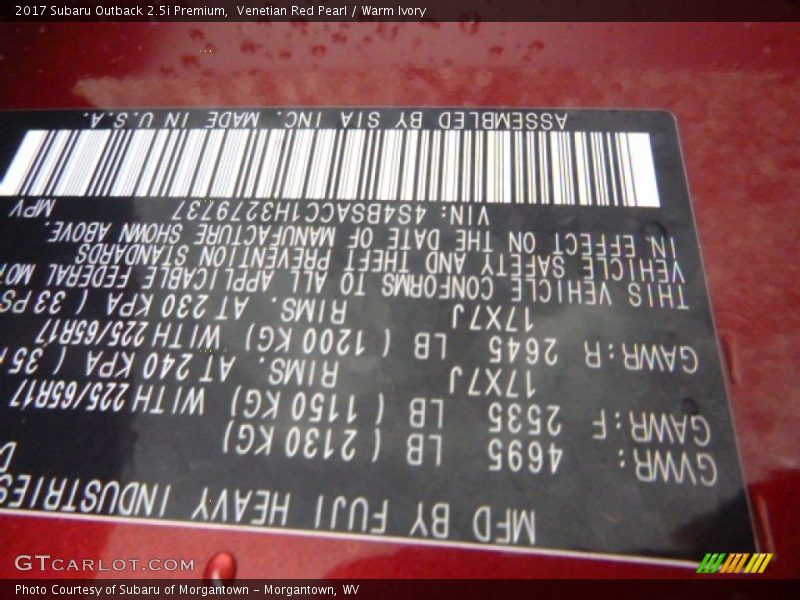 2017 Subaru Outback 2.5i Premium,  Venetian Red Pearl / Warm Ivory
MFD BY FUJI HEAVY INDUSTRIES
GVWR: 4695 LB ( 2130 KG)
GAWR:F 2535 LB ( 1150 KG) WITH 225/65R17
17X7J RIMS. AT 240 KPA ( 35
GAWR:R 2645 LB ( 1200 KG) WITH 225/65R17
17X7J RIMS. AT 230 KPA ( 33 PS
THIS VEHICLE CONFORMS TO ALL APPLICABLE FEDERAL MOT
VEHICLE SAFETY AND THEFT PREVENTION STANDARDS
IN EFFECT ON THE DATE OF MANUFACTURE SHOWN ABOVE.
VIN: 4S4BSACC1H3279737 MPV
ASSEMBLED BY SIA INC. MADE IN U.S.A.
GTCARLOT.COM
Photo Courtesy of Subaru of Morgantown - Morgantown, WV